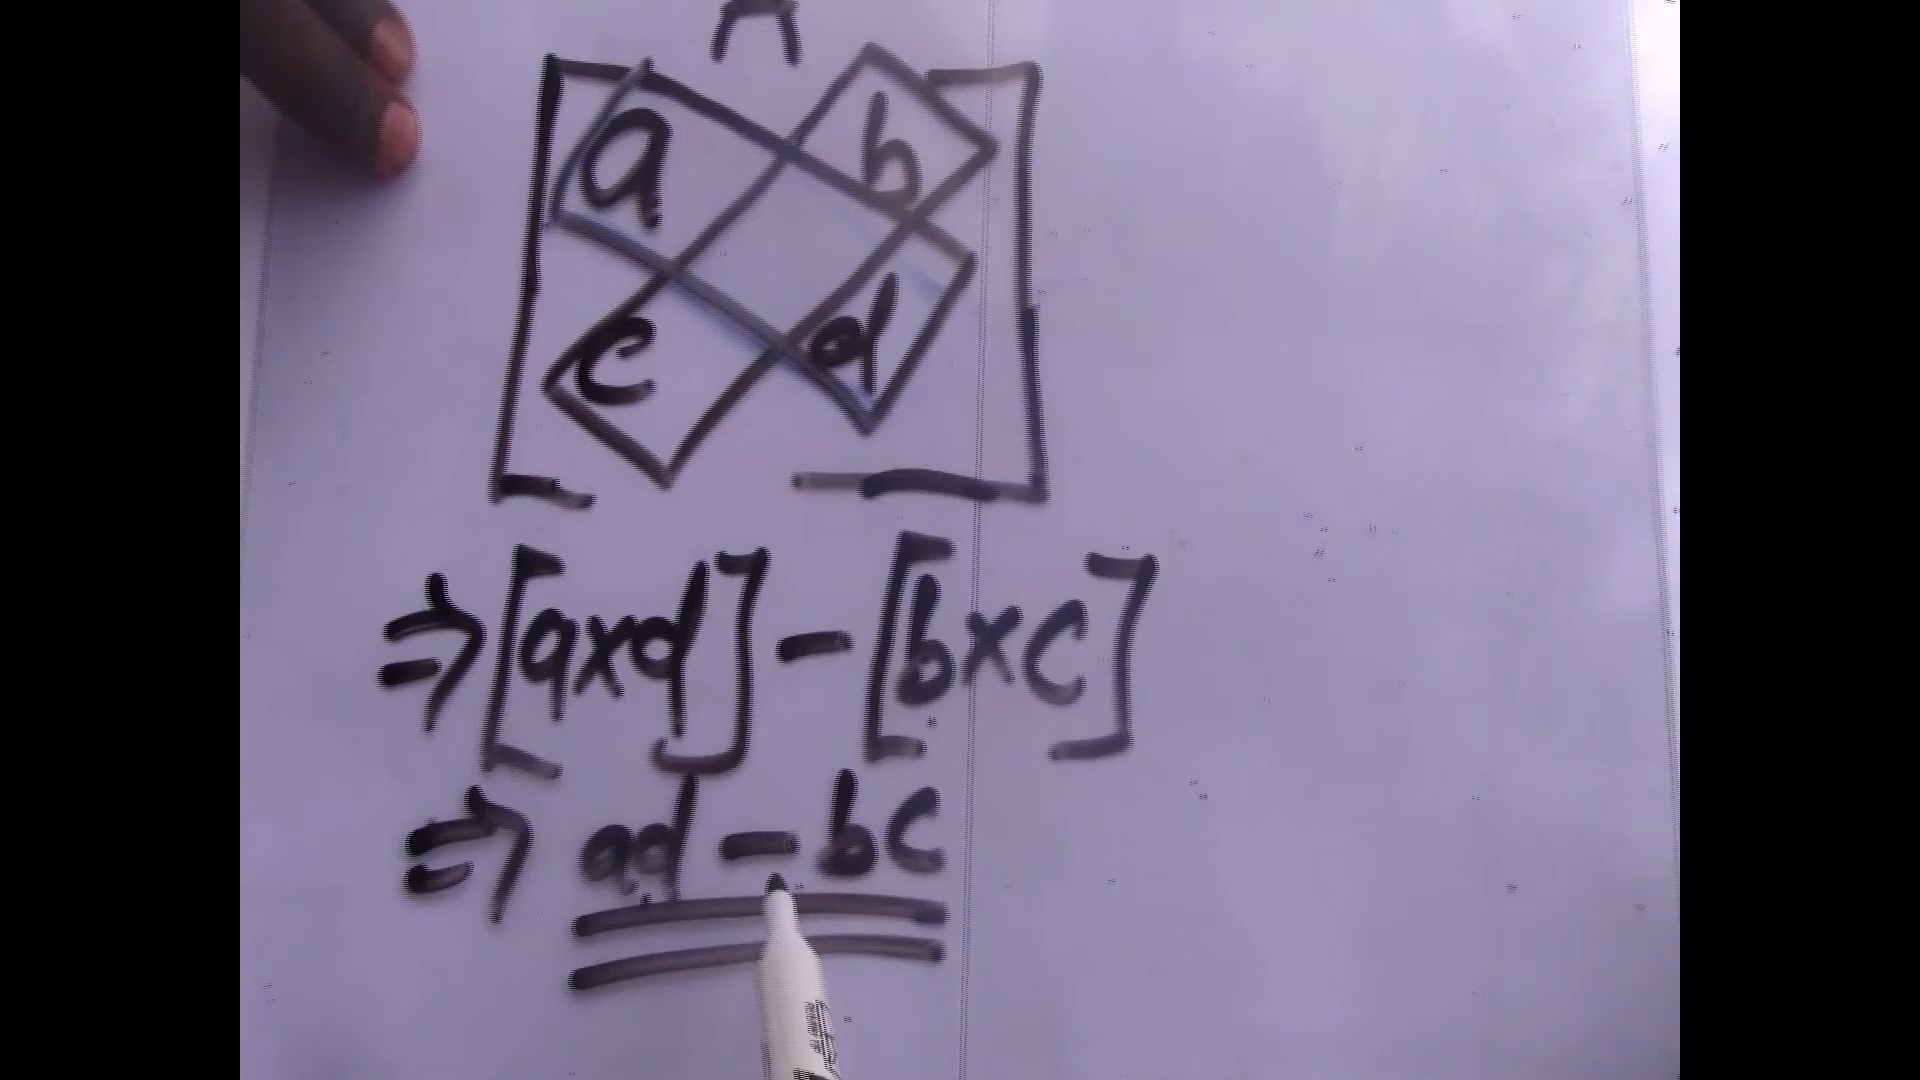 A
a b
c d
⇒ [a×d] - [b×c]
⇒ ad - bc